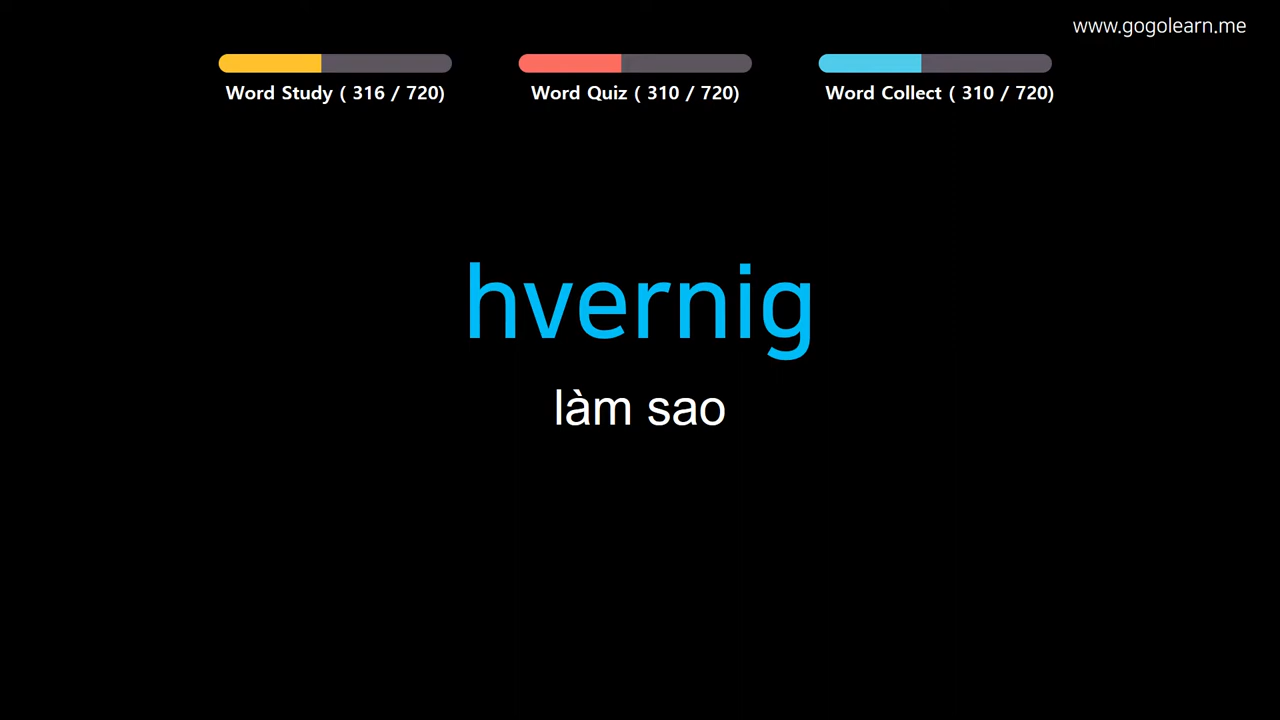 www.gogolearn.me
Word Study ( 316 / 720)
Word Quiz ( 310 / 720)
Word Collect ( 310 / 720)
hvernig
làm sao